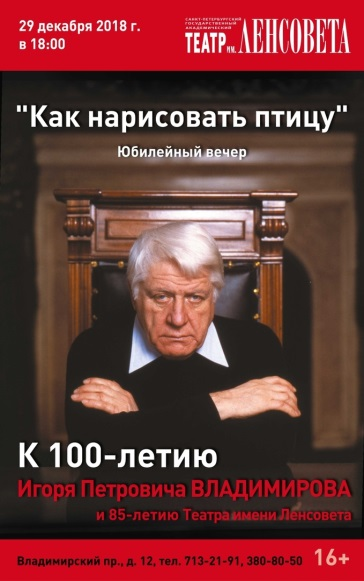 29 декабря 2018 г.
в 18:00
САНКТ-ПЕТЕРБУРГСКИЙ
ГОСУДАРСТВЕННЫЙ
АКАДЕМИЧЕСКИЙ
ТЕАТР ИМ. ЛЕНСОВЕТА
"Как нарисовать птицу"
Юбилейный вечер
К 100-летию
Игоря Петровича ВЛАДИМИРОВА
и 85-летию Театра имени Ленсовета
Владимирский пр., д. 12, тел. 713-21-91, 380-80-50 16+